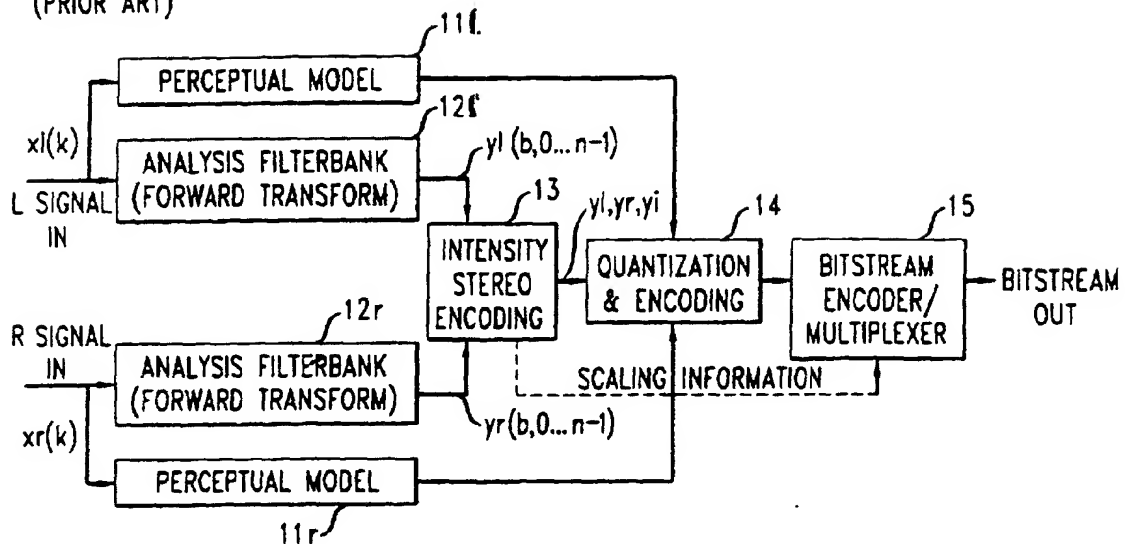 (PRIOR ART)
11l
PERCEPTUAL MODEL
12l
xl(k)
ANALYSIS FILTERBANK
(FORWARD TRANSFORM)
yl(b,0...n-1)
L SIGNAL
IN
13
INTENSITY
STEREO
ENCODING
yl,yr,yi
14
QUANTIZATION
& ENCODING
15
BITSTREAM
ENCODER/
MULTIPLEXER
BITSTREAM
OUT
12r
R SIGNAL
IN
ANALYSIS FILTERBANK
(FORWARD TRANSFORM)
SCALING INFORMATION
xr(k)
yr(b,0...n-1)
PERCEPTUAL MODEL
11r